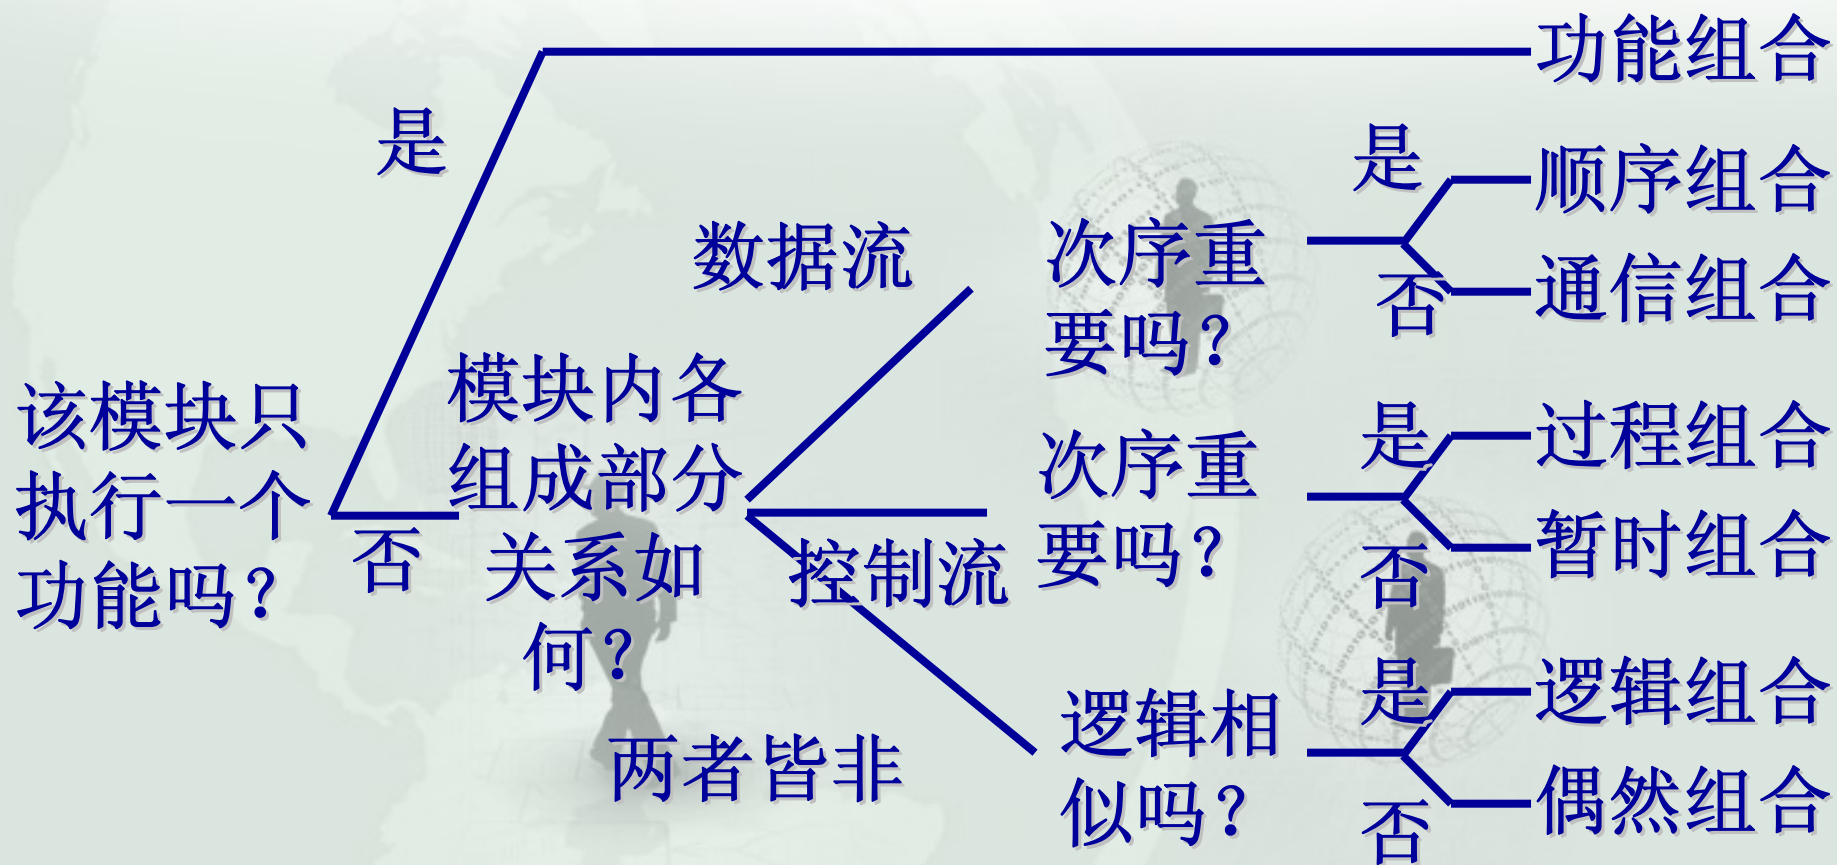 该模块只
执行一个
功能吗？
是
否
模块内各
组成部分
关系如
何？
数据流
控制流
两者皆非
次序重
要吗？
次序重
要吗？
逻辑相
似吗？
是
否
是
否
是
否
功能组合
顺序组合
通信组合
过程组合
暂时组合
逻辑组合
偶然组合